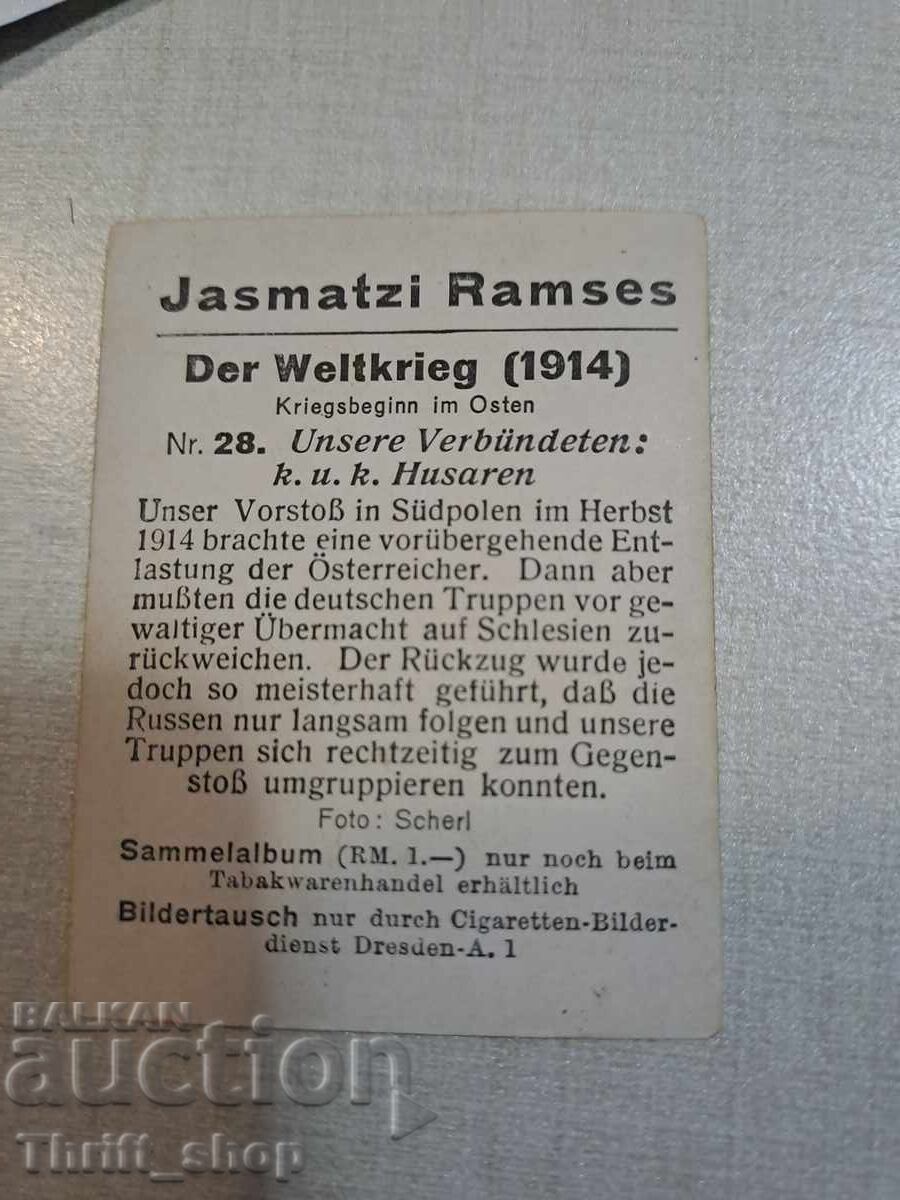 Jasmatzi Ramses
Der Weltkrieg (1914)
Kriegsbeginn im Osten
Nr. 28. Unsere Verbündeten:
k. u. k. Husaren
Unser Vorstoß in Südpolen im Herbst
1914 brachte eine vorübergehende Ent-
lastung der Österreicher. Dann aber
mußten die deutschen Truppen vor ge-
waltiger Übermacht auf Schlesien zu-
rückweichen. Der Rückzug wurde je-
doch so meisterhaft geführt, daß die
Russen nur langsam folgen und unsere
Truppen sich rechtzeitig zum Gegen-
stoß umgruppieren konnten.
Foto: Scherl
Sammelalbum (RM. 1.—) nur noch beim
Tabakwarenhandel erhältlich
Bildertausch nur durch Cigaretten-Bilder-
dienst Dresden-A. 1
BALKAN
auction
Thrift_shop